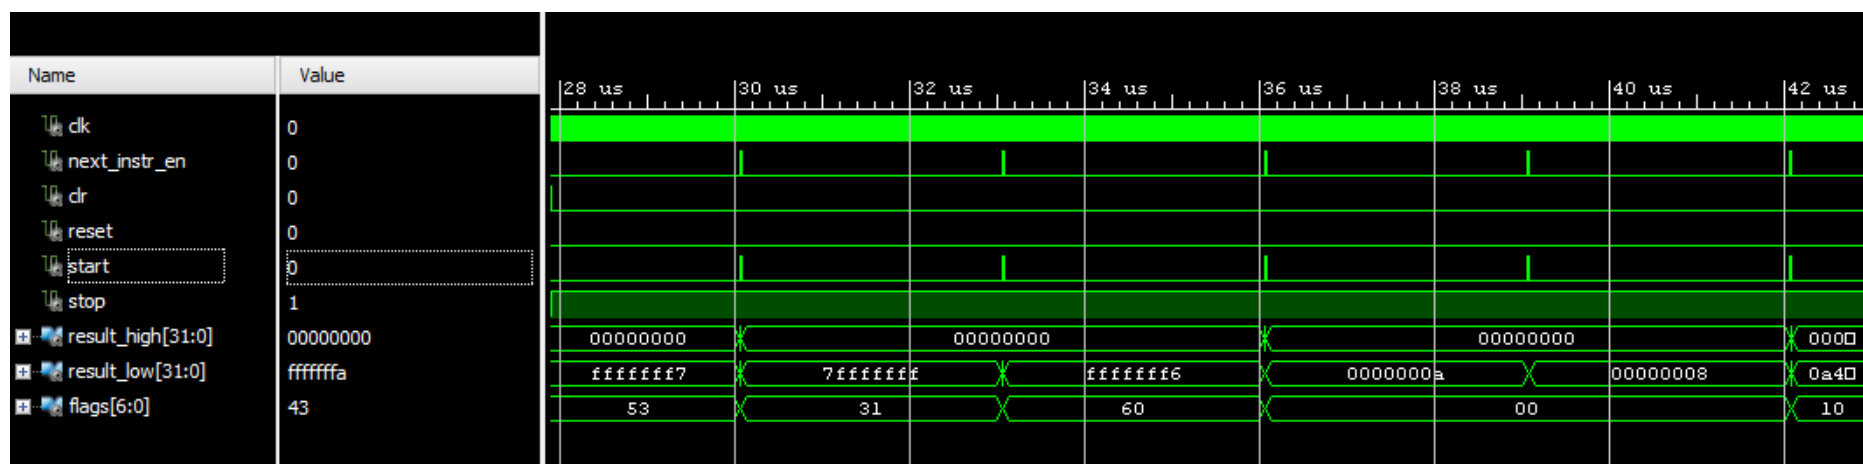 Name Value
28 us 30 us 32 us 34 us 36 us 38 us 40 us 42 us
clk 0
next_instr_en 0
clr 0
reset 0
start 0
stop 1
result_high[31:0] 00000000 00000000 00000000 00000000 000
result_low[31:0] fffffffa fffffff7 7fffffff fffffff6 0000000a 00000008 0a4
flags[6:0] 43 53 31 60 00 10